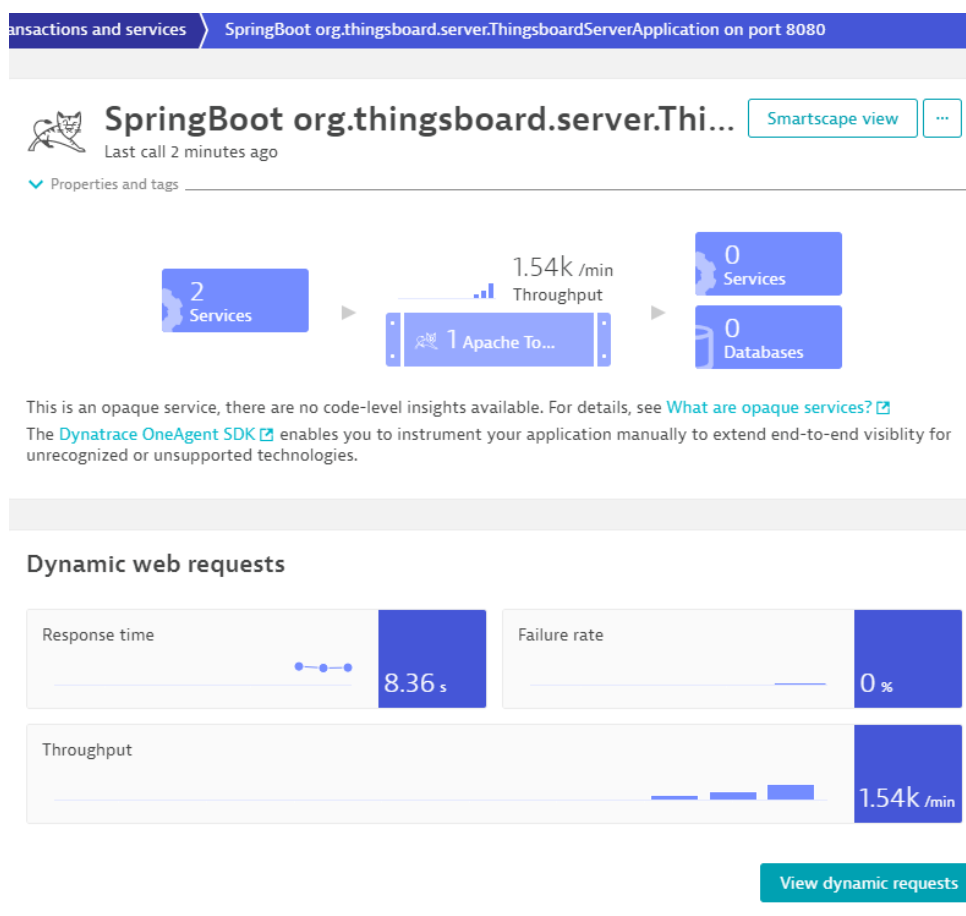 ansactions and services
SpringBoot org.thingsboard.server.ThingsboardServerApplication on port 8080
SpringBoot org.thingsboard.server.Thi...
Smartscape view
...
Last call 2 minutes ago
Properties and tags
2
Services
1.54k /min
Throughput
1 Apache To...
0
Services
0
Databases
This is an opaque service, there are no code-level insights available. For details, see What are opaque services?
The Dynatrace OneAgent SDK enables you to instrument your application manually to extend end-to-end visiblity for
unrecognized or unsupported technologies.
Dynamic web requests
Response time
8.36 s
Failure rate
0 %
Throughput
1.54k /min
View dynamic requests